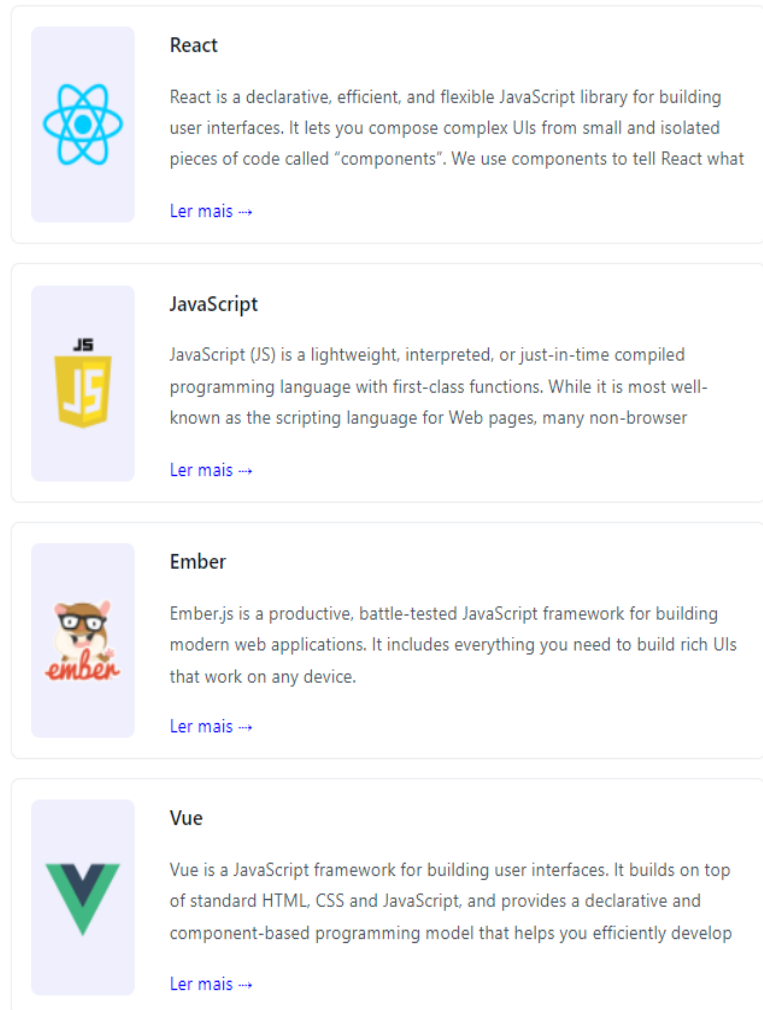 React
React is a declarative, efficient, and flexible JavaScript library for building
user interfaces. It lets you compose complex UIs from small and isolated
pieces of code called “components”. We use components to tell React what
Ler mais ⤑
JS
JavaScript
JavaScript (JS) is a lightweight, interpreted, or just-in-time compiled
programming language with first-class functions. While it is most well-
known as the scripting language for Web pages, many non-browser
Ler mais ⤑
ember
Ember
Ember.js is a productive, battle-tested JavaScript framework for building
modern web applications. It includes everything you need to build rich UIs
that work on any device.
Ler mais ⤑
Vue
Vue is a JavaScript framework for building user interfaces. It builds on top
of standard HTML, CSS and JavaScript, and provides a declarative and
component-based programming model that helps you efficiently develop
Ler mais ⤑